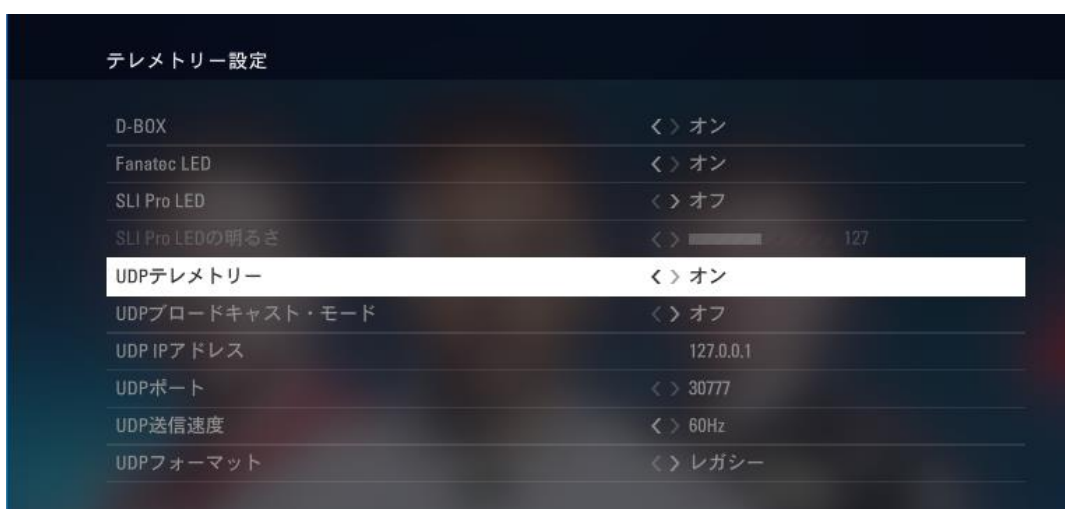 テレメトリー設定
D-BOX オン
Fanatec LED オン
SLI Pro LED オフ
SLI Pro LEDの明るさ 127
UDPテレメトリー オン
UDPブロードキャスト・モード オフ
UDP IPアドレス 127.0.0.1
UDPポート 30777
UDP送信速度 60Hz
UDPフォーマット レガシー